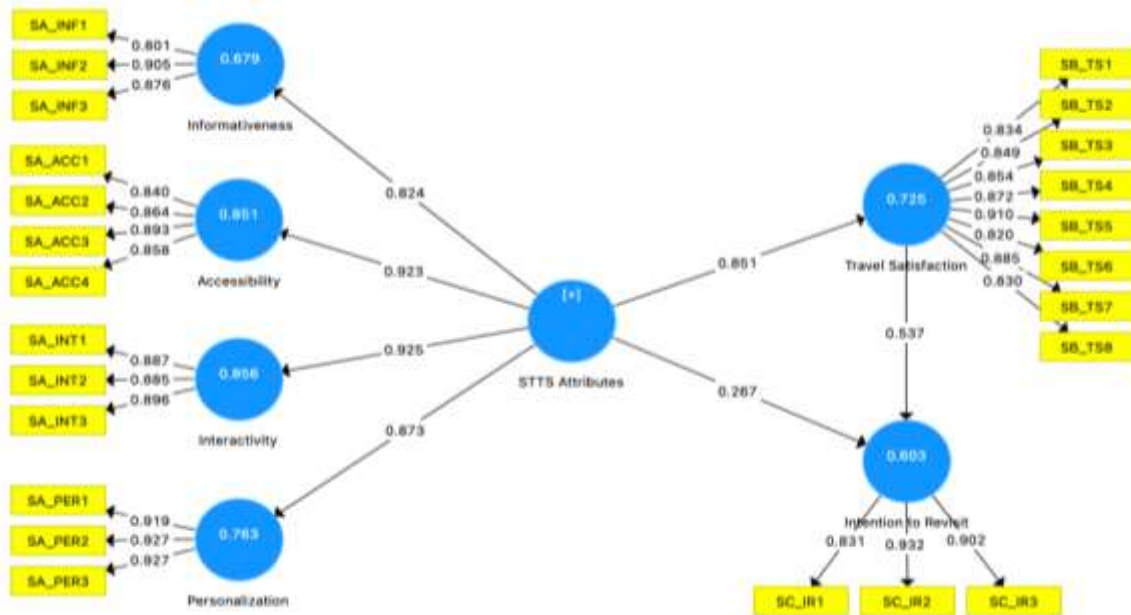 SA_INF1
0.801
SA_INF2
0.905
SA_INF3
0.876
0.679
Informativeness
SA_ACC1
0.840
SA_ACC2
0.864
SA_ACC3
0.893
SA_ACC4
0.858
0.851
Accessibility
SA_INT1
0.887
SA_INT2
0.885
SA_INT3
0.896
0.856
Interactivity
SA_PER1
0.919
SA_PER2
0.927
SA_PER3
0.927
0.763
Personalization
0.824
0.923
0.925
0.873
[+]
STTS Attributes
0.851
0.267
0.725
Travel Satisfaction
0.834
0.849
0.854
0.872
0.910
0.820
0.885
0.830
SB_TS1
SB_TS2
SB_TS3
SB_TS4
SB_TS5
SB_TS6
SB_TS7
SB_TS8
0.537
0.603
Intention to Revisit
0.831
0.932
0.902
SC_IR1
SC_IR2
SC_IR3